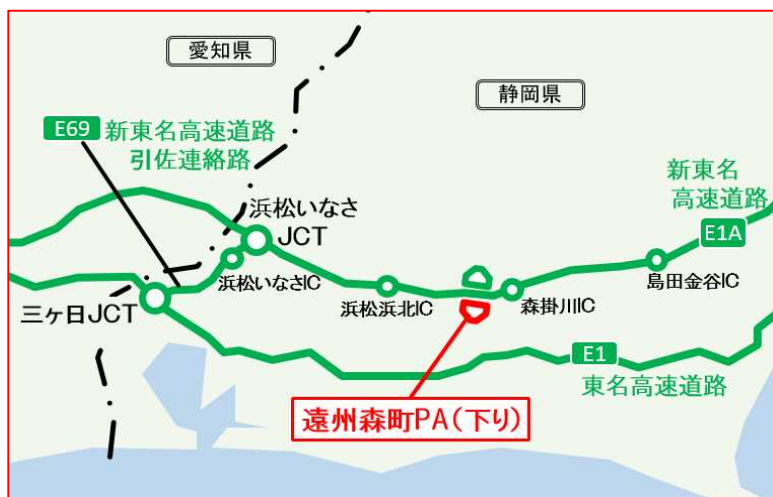 愛知県
静岡県
E69 新東名高速道路
引佐連絡路
新東名
高速道路
E1A
浜松いなさ
JCT
浜松いなさIC
浜松浜北IC
森掛川IC
島田金谷IC
三ヶ日JCT
E1
東名高速道路
遠州森町PA(下り)